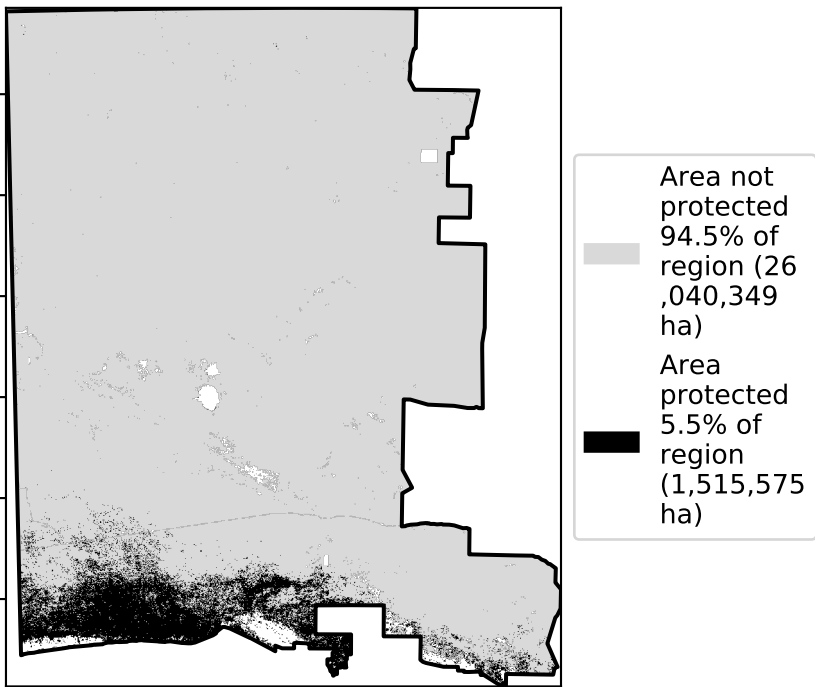 Area not
protected
94.5% of
region (26
,040,349
ha)
Area
protected
5.5% of
region
(1,515,575
ha)